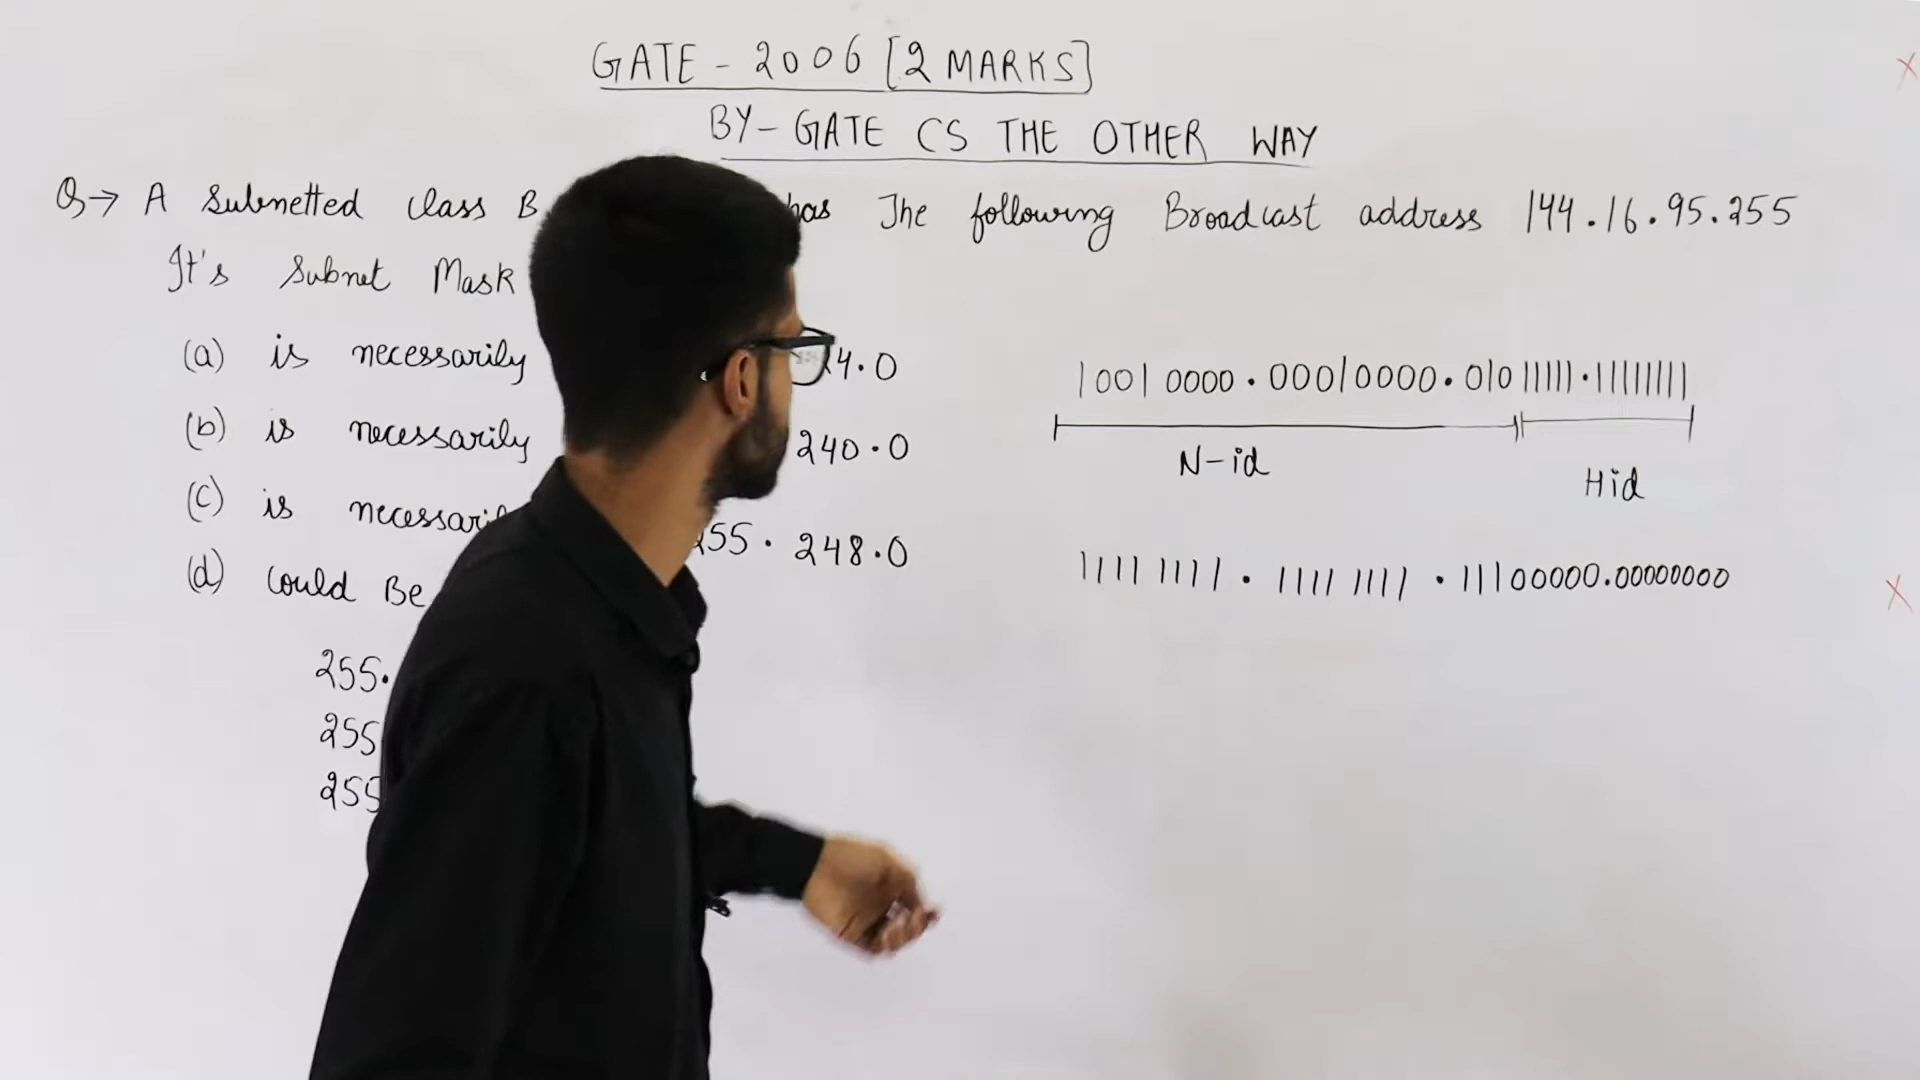 GATE - 2006 [2 MARKS]
BY - GATE CS THE OTHER WAY
Q→ A Subnetted class B has The following Broadcast address 144.16.95.255
It's Subnet Mask
(a) is necessarily 4.0
(b) is necessarily 240.0
(c) is 255. 248.0
(d) Could Be
255.
255
255
10010000.00010000.01011111.11111111
N-id
Hid
11111111.11111111.11100000.00000000